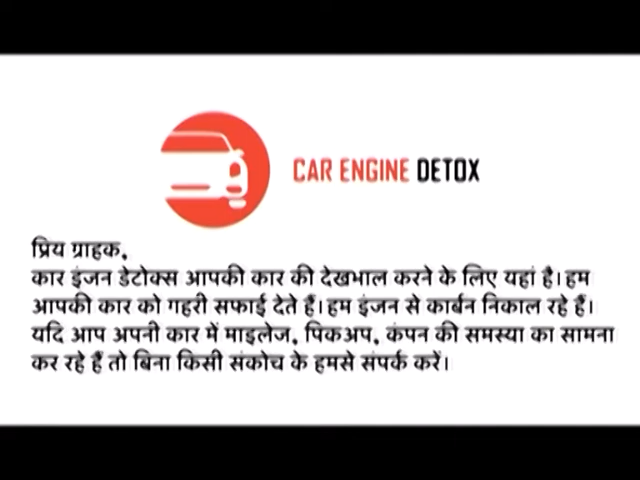 CAR ENGINE DETOX
प्रिय ग्राहक,
कार इंजन डेटोक्स आपकी कार की देखभाल करने के लिए यहां है। हम
आपकी कार को गहरी सफाई देते हैं। हम इंजन से कार्बन निकाल रहे हैं।
यदि आप अपनी कार में माइलेज, पिकअप, कंपन की समस्या का सामना
कर रहे हैं तो बिना किसी संकोच के हमसे संपर्क करें।